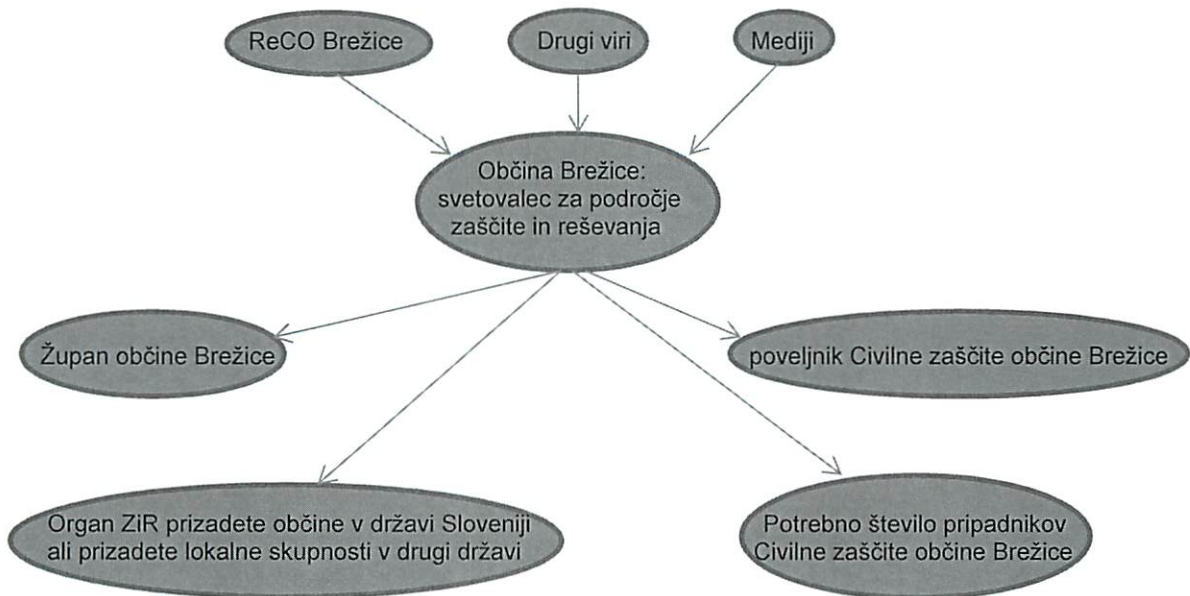 ReCO Brežice
Drugi viri
Mediji
Občina Brežice:
svetovalec za področje
zaščite in reševanja
Župan občine Brežice
poveljnik Civilne zaščite občine Brežice
Organ ZiR prizadete občine v državi Sloveniji
ali prizadete lokalne skupnosti v drugi državi
Potrebno število pripadnikov
Civilne zaščite občine Brežice